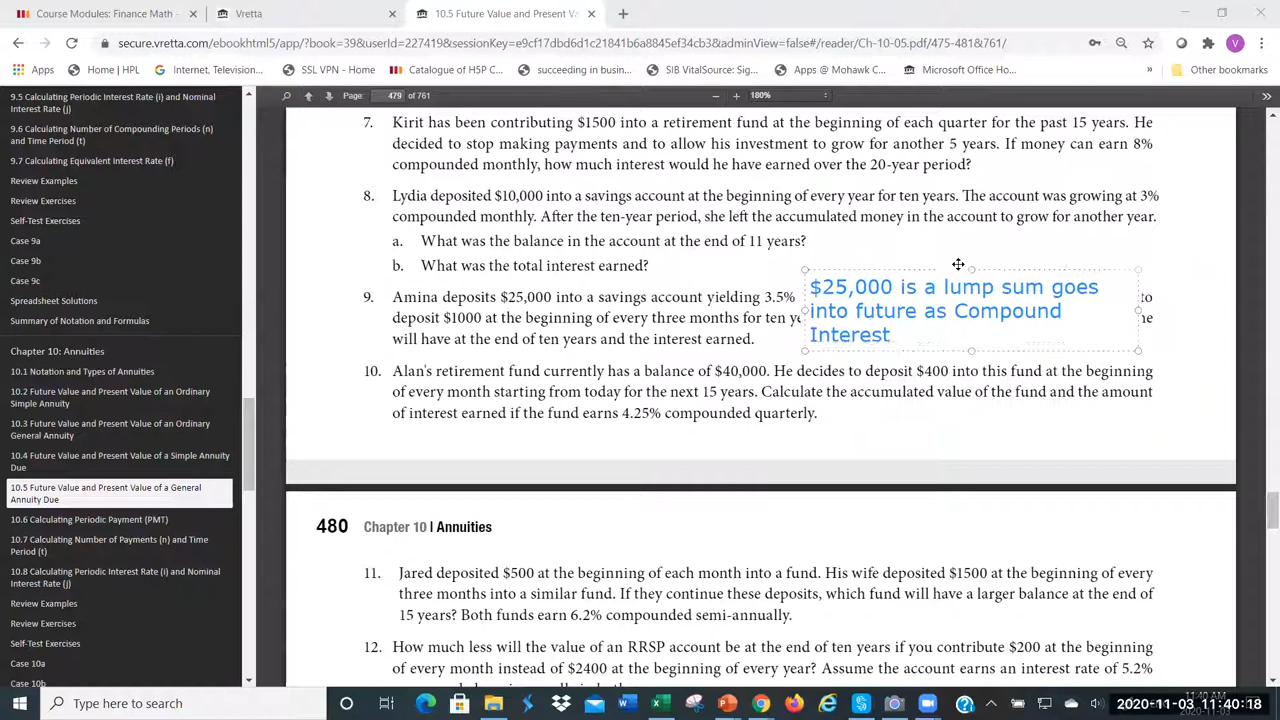 Course Modules: Finance Math -
Vretta
10.5 Future Value and Present Va
secure.vretta.com/ebookhtml5/app/?book=39&userId=227419&sessionKey=e9cf17dbd6d1c21841b6a8845ef34cb3&adminView=false#/reader/Ch-10-05.pdf/475-481&761/
Apps
Home | HPL
Internet, Television...
SSL VPN - Home
Catalogue of H5P C...
succeeding in busin...
SIB VitalSource: Sig...
Apps @ Mohawk C...
Microsoft Office Ho...
Other bookmarks
Page: 479 of 761
180%
9.5 Calculating Periodic Interest Rate (i) and Nominal
Interest Rate (j)
9.6 Calculating Number of Compounding Periods (n)
and Time Period (t)
9.7 Calculating Equivalent Interest Rate (f)
Review Examples
Review Exercises
Self-Test Exercises
Case 9a
Case 9b
Case 9c
Spreadsheet Solutions
Summary of Notation and Formulas
Chapter 10: Annuities
10.1 Notation and Types of Annuities
10.2 Future Value and Present Value of an Ordinary
Simple Annuity
10.3 Future Value and Present Value of an Ordinary
General Annuity
10.4 Future Value and Present Value of a Simple Annuity
Due
10.5 Future Value and Present Value of a General
Annuity Due
10.6 Calculating Periodic Payment (PMT)
10.7 Calculating Number of Payments (n) and Time
Period (t)
10.8 Calculating Periodic Interest Rate (i) and Nominal
Interest Rate (j)
Review Examples
Review Exercises
Self-Test Exercises
Case 10a
Case 10b
7. Kirit has been contributing $1500 into a retirement fund at the beginning of each quarter for the past 15 years. He
decided to stop making payments and to allow his investment to grow for another 5 years. If money can earn 8%
compounded monthly, how much interest would he have earned over the 20-year period?
8. Lydia deposited $10,000 into a savings account at the beginning of every year for ten years. The account was growing at 3%
compounded monthly. After the ten-year period, she left the accumulated money in the account to grow for another year.
a. What was the balance in the account at the end of 11 years?
b. What was the total interest earned?
9. Amina deposits $25,000 into a savings account yielding 3.5% to
deposit $1000 at the beginning of every three months for ten
will have at the end of ten years and the interest earned.
$25,000 is a lump sum goes
into future as Compound
Interest
10. Alan's retirement fund currently has a balance of $40,000. He decides to deposit $400 into this fund at the beginning
of every month starting from today for the next 15 years. Calculate the accumulated value of the fund and the amount
of interest earned if the fund earns 4.25% compounded quarterly.
480 Chapter 10 | Annuities
11. Jared deposited $500 at the beginning of each month into a fund. His wife deposited $1500 at the beginning of every
three months into a similar fund. If they continue these deposits, which fund will have a larger balance at the end of
15 years? Both funds earn 6.2% compounded semi-annually.
12. How much less will the value of an RRSP account be at the end of ten years if you contribute $200 at the beginning
of every month instead of $2400 at the beginning of every year? Assume the account earns an interest rate of 5.2%
Type here to search
11:40 AM
2020-11-03
2020-11-03 11:40:18